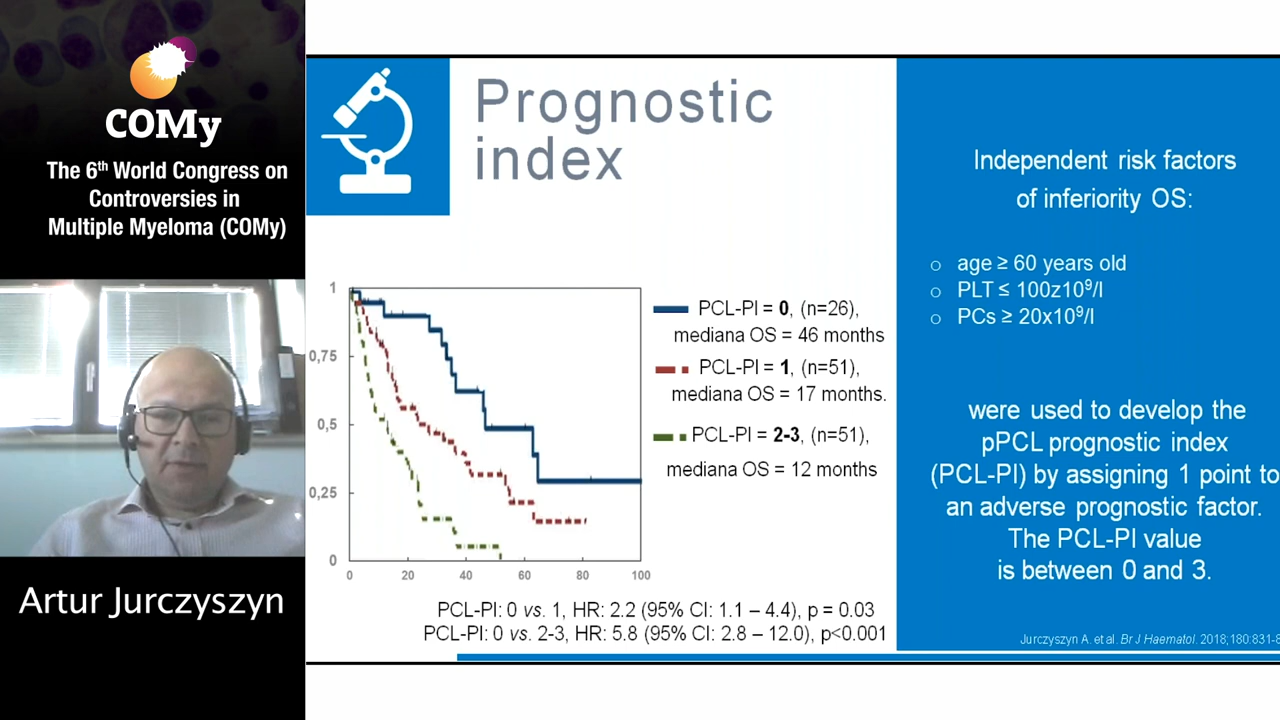 COMy
The 6th World Congress on
Controversies in
Multiple Myeloma (COMy)
Artur Jurczyszyn
Prognostic
index
1
0,75
0,5
0,25
0
0 20 40 60 80 100
PCL-PI = 0, (n=26),
mediana OS = 46 months
PCL-PI = 1, (n=51),
mediana OS = 17 months.
PCL-PI = 2-3, (n=51),
mediana OS = 12 months
PCL-PI: 0 vs. 1, HR: 2.2 (95% CI: 1.1 – 4.4), p = 0.03
PCL-PI: 0 vs. 2-3, HR: 5.8 (95% CI: 2.8 – 12.0), p<0.001
Independent risk factors
of inferiority OS:
o age ≥ 60 years old
o PLT ≤ 100z10⁹/l
o PCs ≥ 20x10⁹/l
were used to develop the
pPCL prognostic index
(PCL-PI) by assigning 1 point to
an adverse prognostic factor.
The PCL-PI value
is between 0 and 3.
Jurczyszyn A. et al. Br J Haematol. 2018;180:831-8